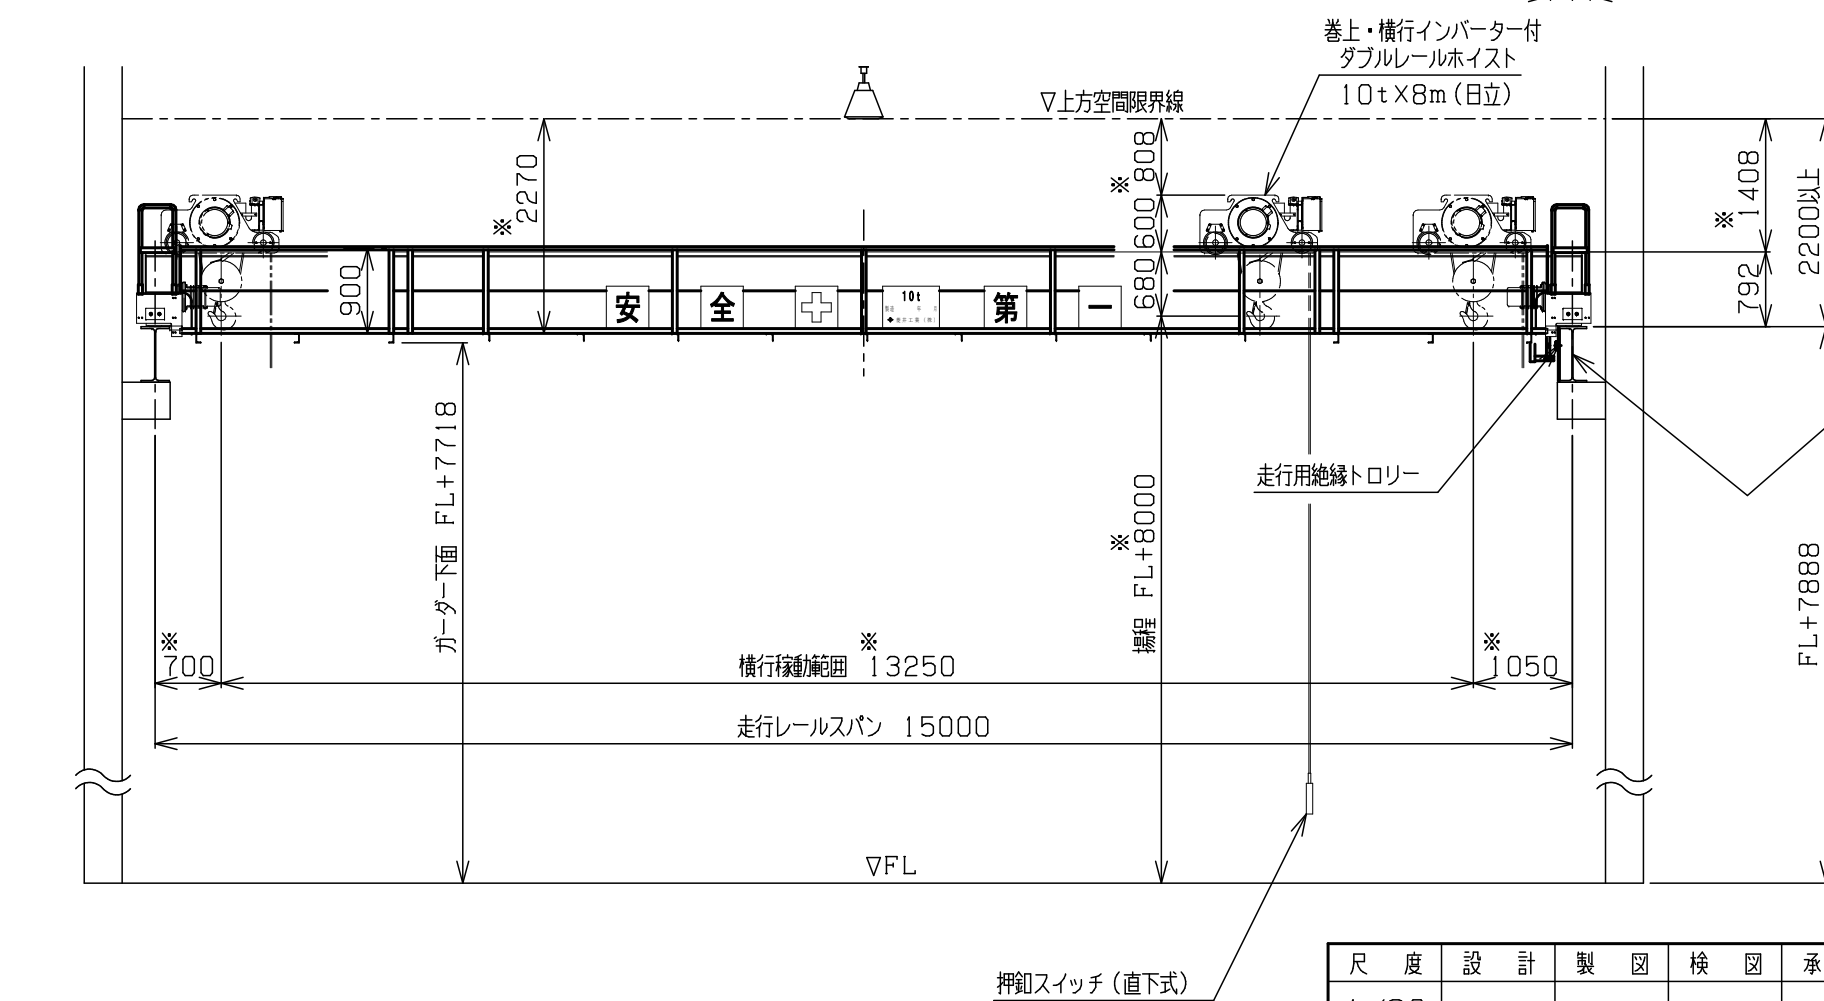 巻上・横行インバーター付
ダブルレールホイスト
10t×8m(日立)
▽上方空間限界線
※ 2270
※ 808
600
680
※ 1408
2200以上
792
900
安 全 第 一
10t
製造 年 月
ガーダー下面 FL+7718
走行用絶縁トロリー
揚程 FL+8000
※
FL+7888
※
700
横行稼動範囲 13250
※
※
1050
走行レールスパン 15000
▽FL
押釦スイッチ(直下式)
尺 度 設 計 製 図 検 図 承